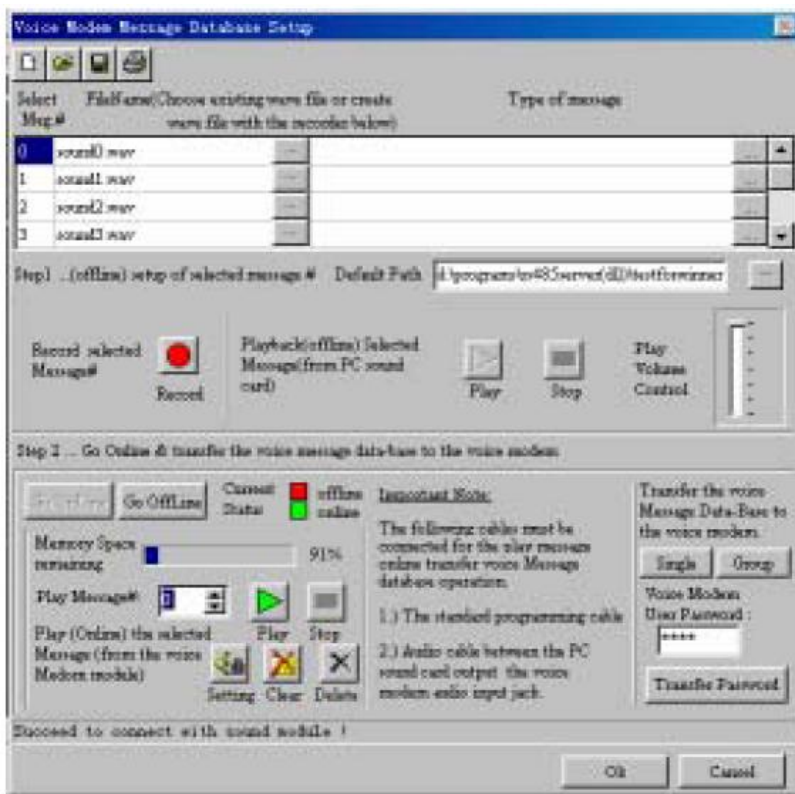 Voice Modem Message Database Setup
Select FileName(Choose existing wave file or create Type of message
Msg.# wave file with the recorder below)
0 sound0.wav ... ...
1 sound1.wav ... ...
2 sound2.wav ... ...
3 sound3.wav ... ...
Step1 ...(offline) setup of selected message # Default Path ...
Record selected
Message#
Record
Playback(offline) Selected
Message(from PC sound
card)
Play Stop
Play
Volume
Control
Step 2 ... Go Online & transfer the voice message data-base to the voice modem
Go OffLine
Current
Status
offline
online
Memory Space
remaining
91%
Play Message#: 0
Play (Online) the selected
Message (from the voice
Modem module)
Play Stop
Setting Clear Delete
Important Note:
The following cables must be
connected for the play message
online transfer voice Message
database operation.
1.) The standard programming cable
2.) Audio cable between the PC
sound card output the voice
modem audio input jack.
Transfer the voice
Message Data-Base to
the voice modem.
Single Group
Voice Modem
User Password :
****
Transfer Password
Succeed to connect with sound module !
Ok Cancel